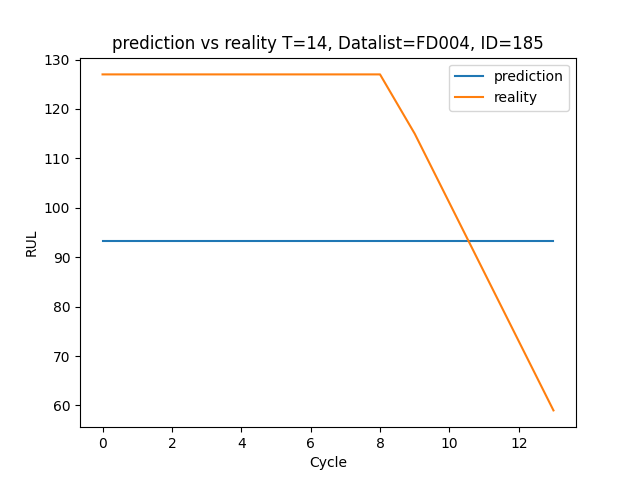 prediction vs reality T=14, Datalist=FD004, ID=185
130
120
110
100
90
80
70
60
RUL
prediction
reality
0 2 4 6 8 10 12
Cycle